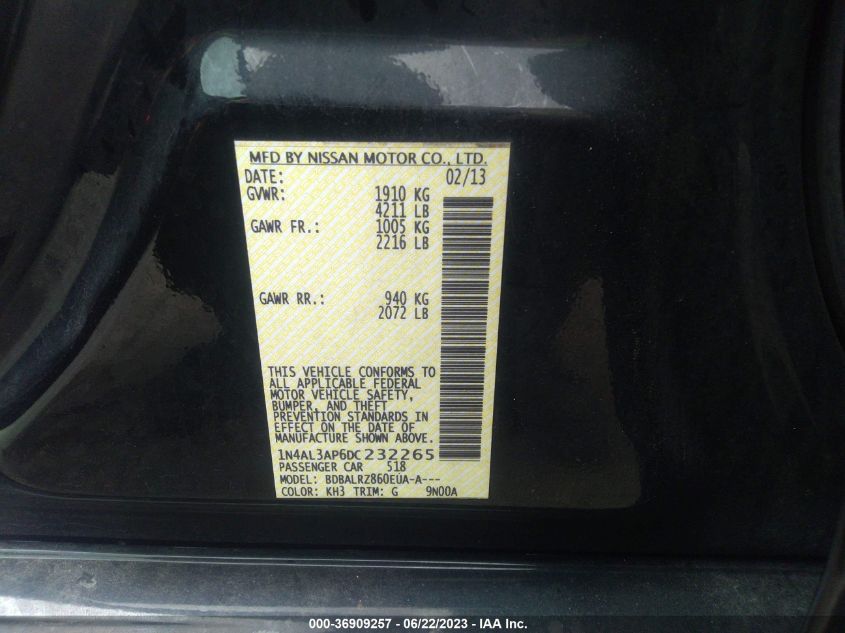 MFD BY NISSAN MOTOR CO., LTD.
DATE: 02/13
GVWR: 1910 KG
4211 LB
GAWR FR.: 1005 KG
2216 LB
GAWR RR.: 940 KG
2072 LB
THIS VEHICLE CONFORMS TO
ALL APPLICABLE FEDERAL
MOTOR VEHICLE SAFETY,
BUMPER, AND THEFT
PREVENTION STANDARDS IN
EFFECT ON THE DATE OF
MANUFACTURE SHOWN ABOVE.
1N4AL3AP6DC232265
PASSENGER CAR 518
MODEL: BDBALRZ860EUA-A---
COLOR: KH3 TRIM: G 9N00A
000-36909257 - 06/22/2023 - IAA Inc.